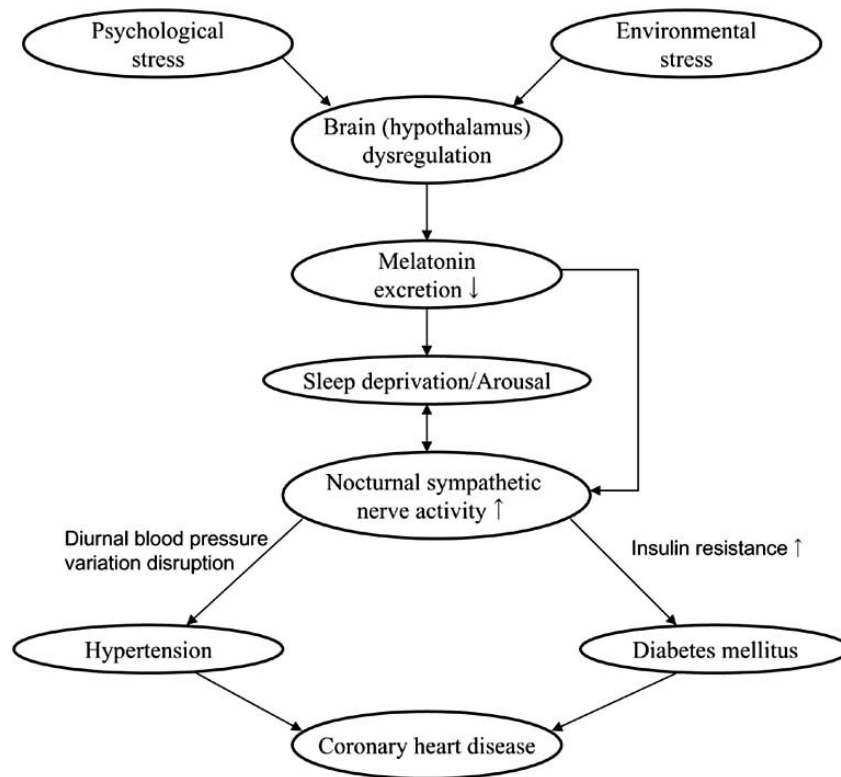 Psychological
stress
Environmental
stress
Brain (hypothalamus)
dysregulation
Melatonin
excretion ↓
Sleep deprivation/Arousal
Nocturnal sympathetic
nerve activity ↑
Diurnal blood pressure
variation disruption
Insulin resistance ↑
Hypertension
Diabetes mellitus
Coronary heart disease